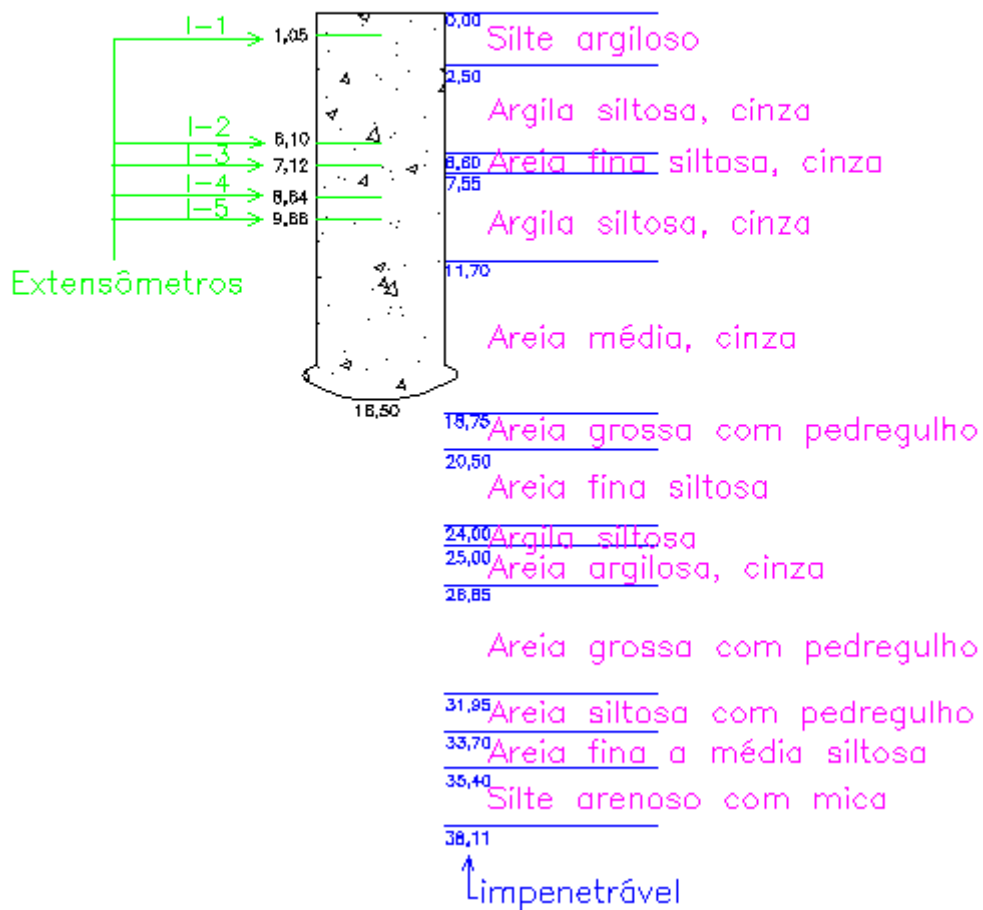 0,00
I-1
1,05
Silte argiloso
2,50
Argila siltosa, cinza
I-2
6,10
I-3
7,12
6,60
Areia fina siltosa, cinza
7,55
I-4
8,64
I-5
9,66
Argila siltosa, cinza
Extensômetros
11,70
Areia média, cinza
16,50
18,75
Areia grossa com pedregulho
20,50
Areia fina siltosa
24,00
Argila siltosa
25,00
Areia argilosa, cinza
26,85
Areia grossa com pedregulho
31,95
Areia siltosa com pedregulho
33,70
Areia fina a média siltosa
35,40
Silte arenoso com mica
38,11
impenetrável